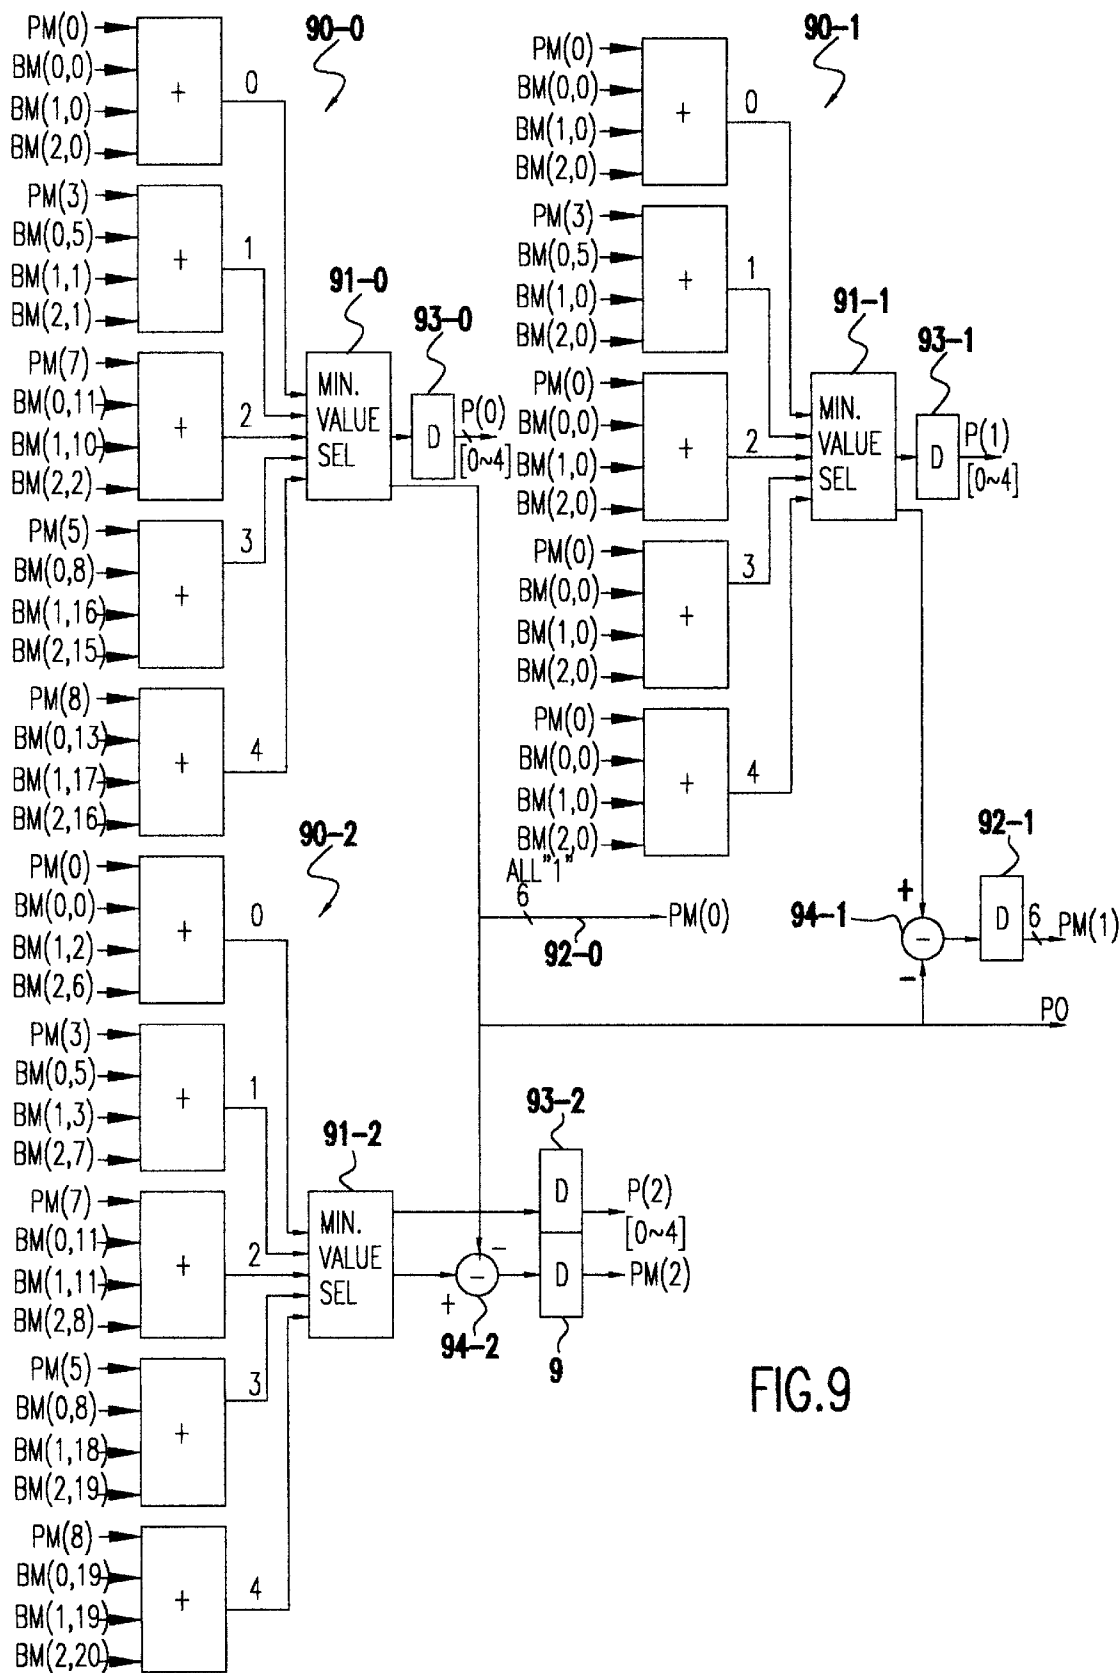 90-0
PM(0)
BM(0,0)
BM(1,0)
BM(2,0)
+
0
PM(3)
BM(0,5)
BM(1,1)
BM(2,1)
+
1
PM(7)
BM(0,11)
BM(1,10)
BM(2,2)
+
2
PM(5)
BM(0,8)
BM(1,16)
BM(2,15)
+
3
PM(8)
BM(0,13)
BM(1,17)
BM(2,16)
+
4
91-0
MIN.
VALUE
SEL
93-0
D
P(0)
[0~4]
90-1
PM(0)
BM(0,0)
BM(1,0)
BM(2,0)
+
0
PM(3)
BM(0,5)
BM(1,0)
BM(2,0)
+
1
PM(0)
BM(0,0)
BM(1,0)
BM(2,0)
+
2
PM(0)
BM(0,0)
BM(1,0)
BM(2,0)
+
3
PM(0)
BM(0,0)
BM(1,0)
BM(2,0)
+
4
91-1
MIN.
VALUE
SEL
93-1
D
P(1)
[0~4]
ALL"1"
6
92-0
PM(0)
92-1
94-1
+
-
-
D
6
PM(1)
PO
90-2
PM(0)
BM(0,0)
BM(1,2)
BM(2,6)
+
0
PM(3)
BM(0,5)
BM(1,3)
BM(2,7)
+
1
PM(7)
BM(0,11)
BM(1,11)
BM(2,8)
+
2
PM(5)
BM(0,8)
BM(1,18)
BM(2,19)
+
3
PM(8)
BM(0,19)
BM(1,19)
BM(2,20)
+
4
91-2
MIN.
VALUE
SEL
93-2
D
P(2)
[0~4]
-
-
+
94-2
D
PM(2)
9
FIG.9